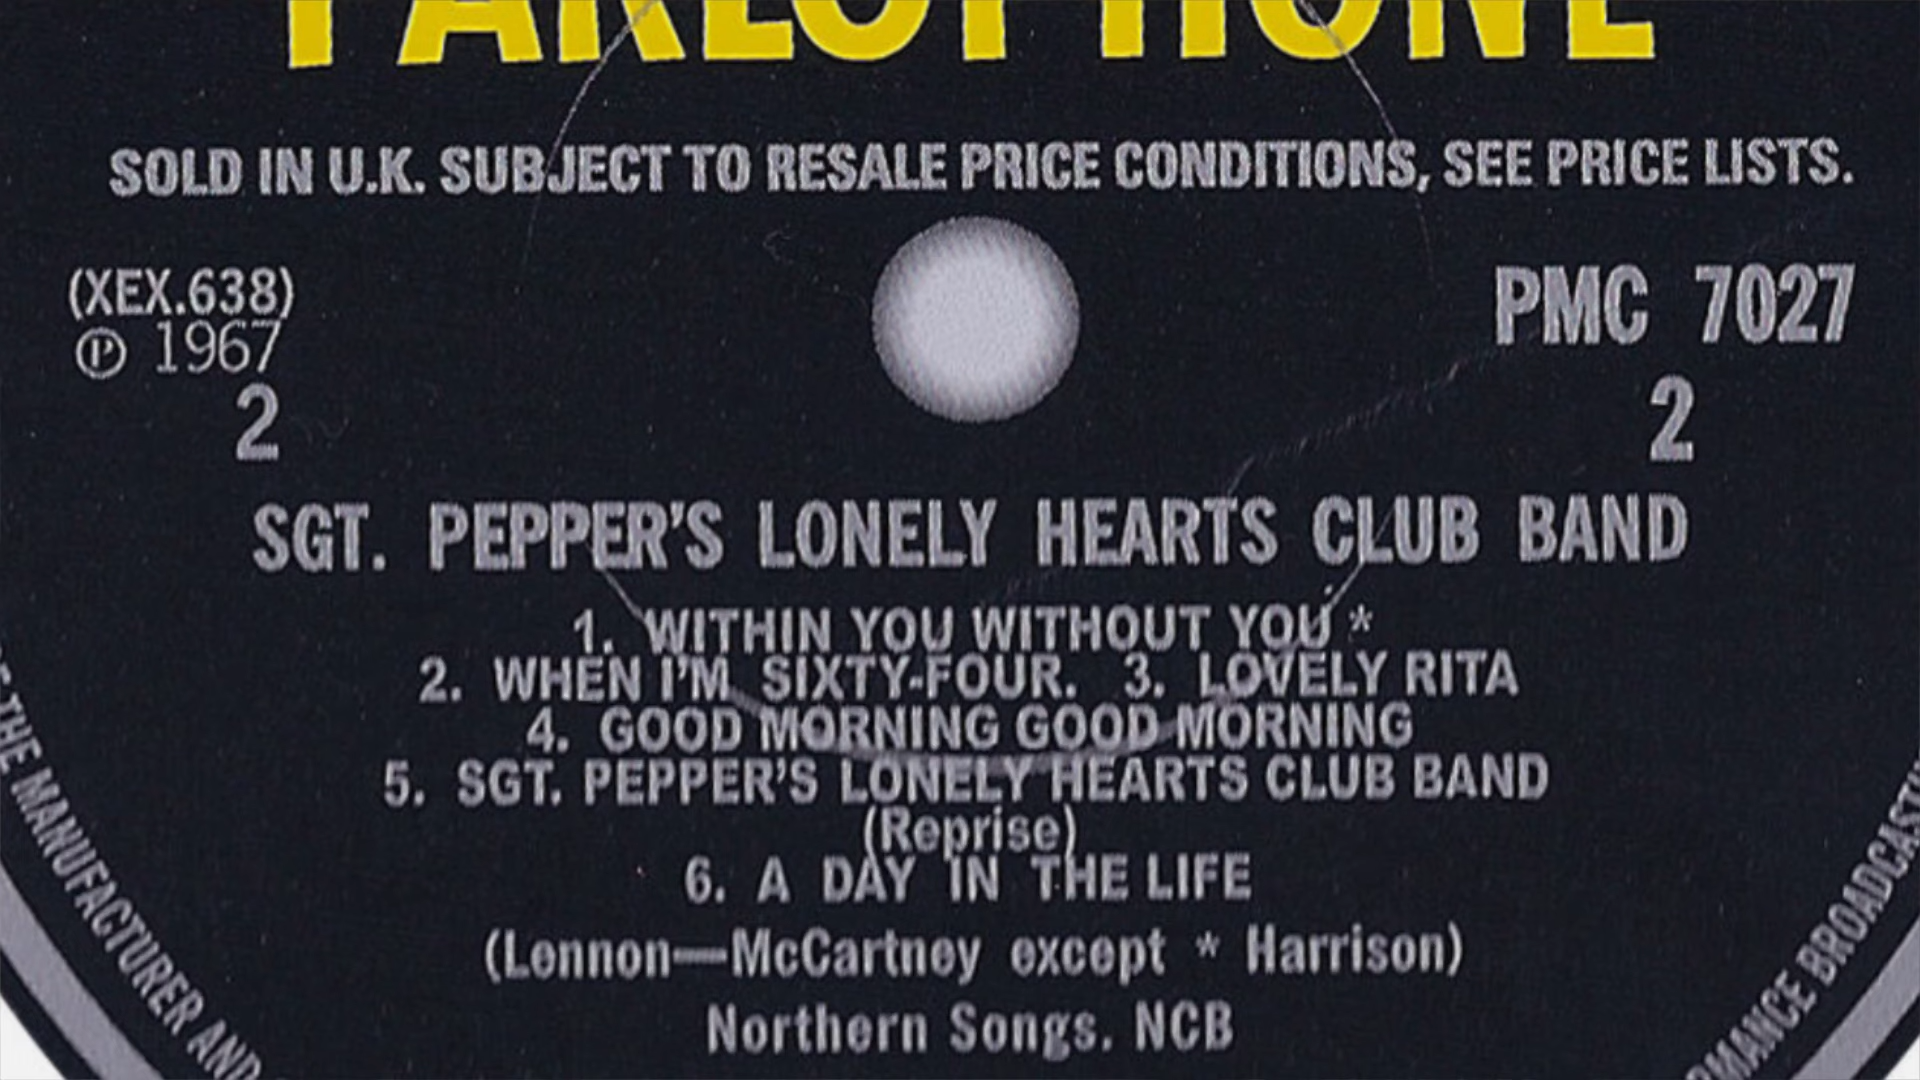 PARLOPHONE
SOLD IN U.K. SUBJECT TO RESALE PRICE CONDITIONS, SEE PRICE LISTS.
(XEX.638)
℗ 1967
2
PMC 7027
2
SGT. PEPPER'S LONELY HEARTS CLUB BAND
1. WITHIN YOU WITHOUT YOU *
2. WHEN I'M SIXTY-FOUR. 3. LOVELY RITA
4. GOOD MORNING GOOD MORNING
5. SGT. PEPPER'S LONELY HEARTS CLUB BAND
(Reprise)
6. A DAY IN THE LIFE
(Lennon—McCartney except * Harrison)
Northern Songs. NCB
THE MANUFACTURER AND